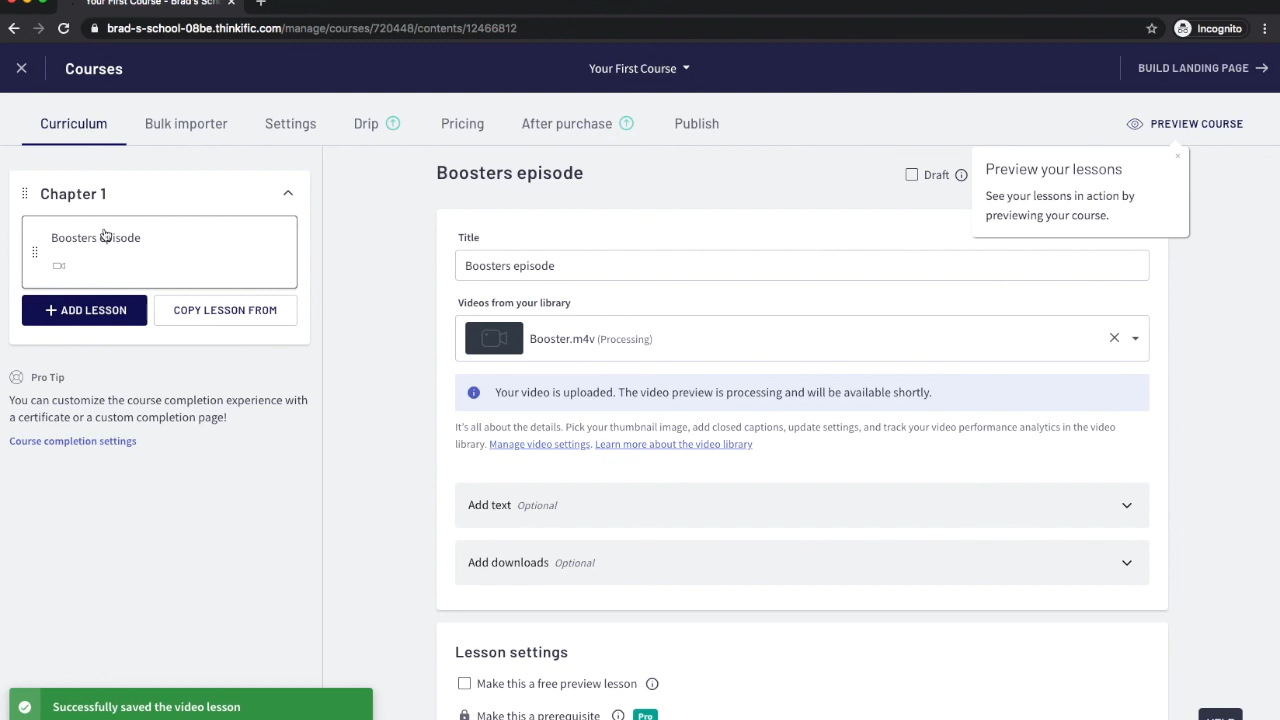 Your First Course - Brad's Sch
brad-s-school-08be.thinkific.com/manage/courses/720448/contents/12466812
Incognito
Courses
Your First Course
BUILD LANDING PAGE
Curriculum
Bulk importer
Settings
Drip
Pricing
After purchase
Publish
PREVIEW COURSE
Preview your lessons
See your lessons in action by
previewing your course.
Chapter 1
Boosters episode
+ ADD LESSON
COPY LESSON FROM
Pro Tip
You can customize the course completion experience with
a certificate or a custom completion page!
Course completion settings
Boosters episode
Draft
Title
Boosters episode
Videos from your library
Booster.m4v (Processing)
Your video is uploaded. The video preview is processing and will be available shortly.
It's all about the details. Pick your thumbnail image, add closed captions, update settings, and track your video performance analytics in the video
library. Manage video settings. Learn more about the video library
Add text Optional
Add downloads Optional
Lesson settings
Make this a free preview lesson
Make this a prerequisite
Pro
Successfully saved the video lesson
HELP